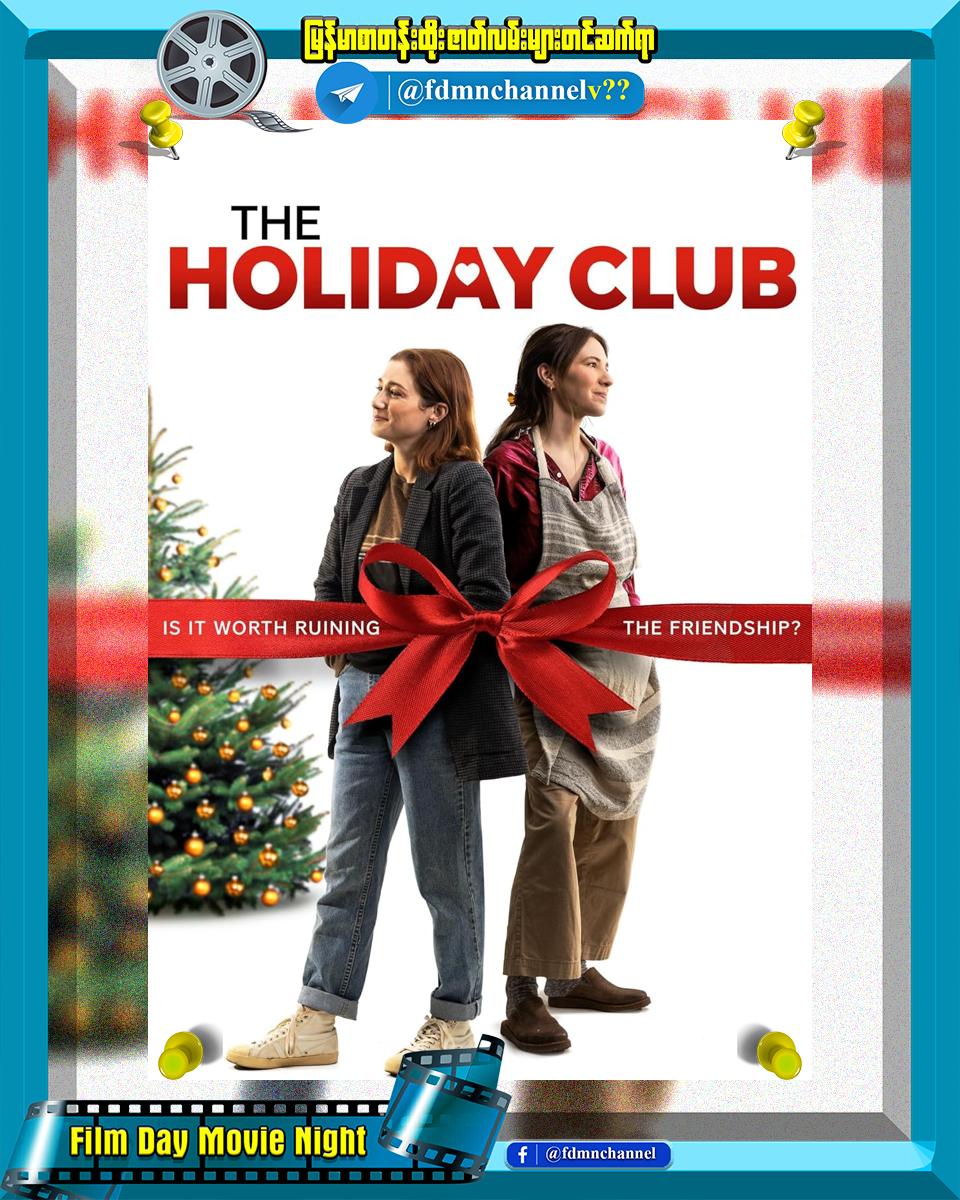 မြန်မာစာတန်းထိုးဇာတ်လမ်းများတင်ဆက်ရာ
@fdmnchannelv??
THE
HOLIDAY CLUB
IS IT WORTH RUINING THE FRIENDSHIP?
Film Day Movie Night
@fdmnchannel